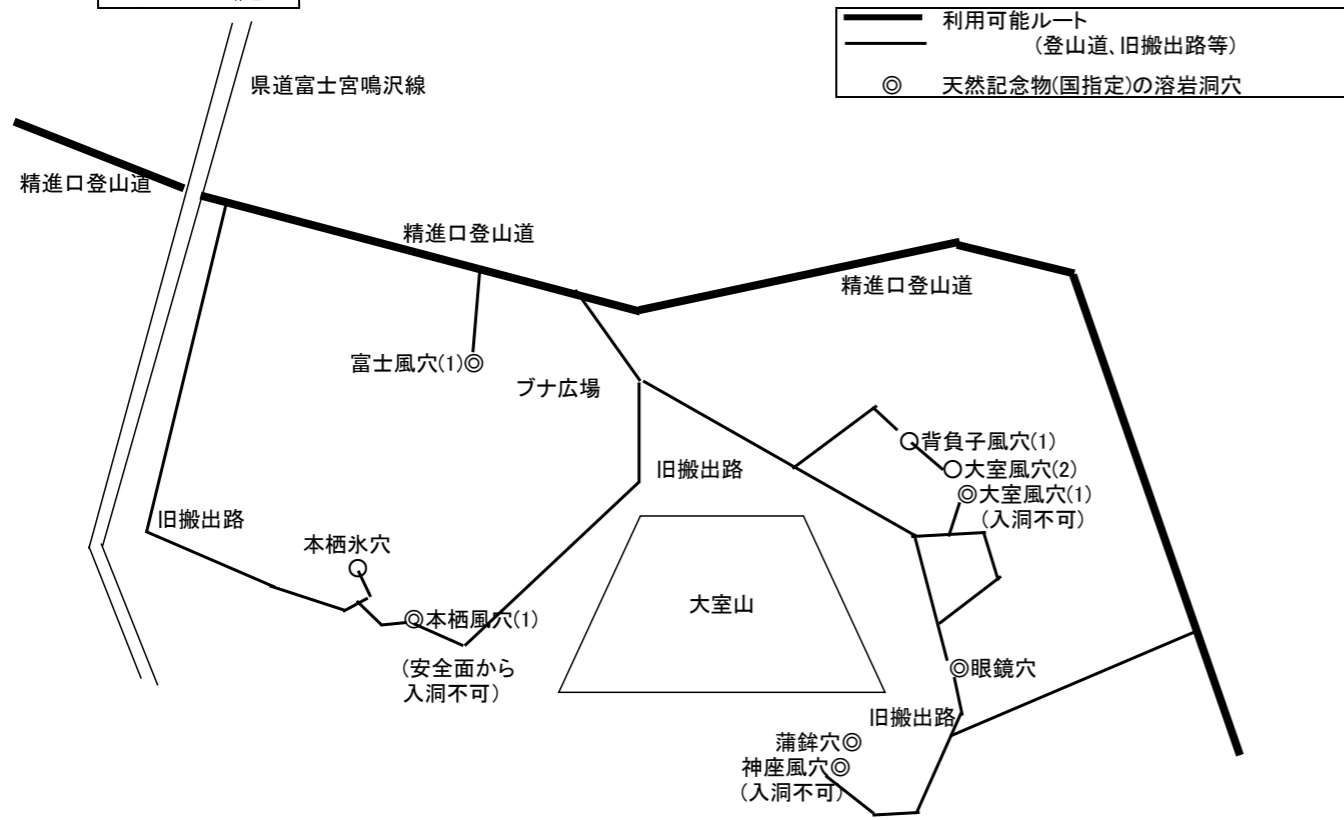 利用可能ルート
(登山道、旧搬出路等)
◎ 天然記念物(国指定)の溶岩洞穴
県道富士宮鳴沢線
精進口登山道
精進口登山道
精進口登山道
富士風穴(1)◎
ブナ広場
背負子風穴(1)
大室風穴(2)
◎大室風穴(1)
(入洞不可)
旧搬出路
旧搬出路
本栖氷穴
大室山
◎本栖風穴(1)
(安全面から
入洞不可)
◎眼鏡穴
旧搬出路
蒲鉾穴◎
神座風穴◎
(入洞不可)